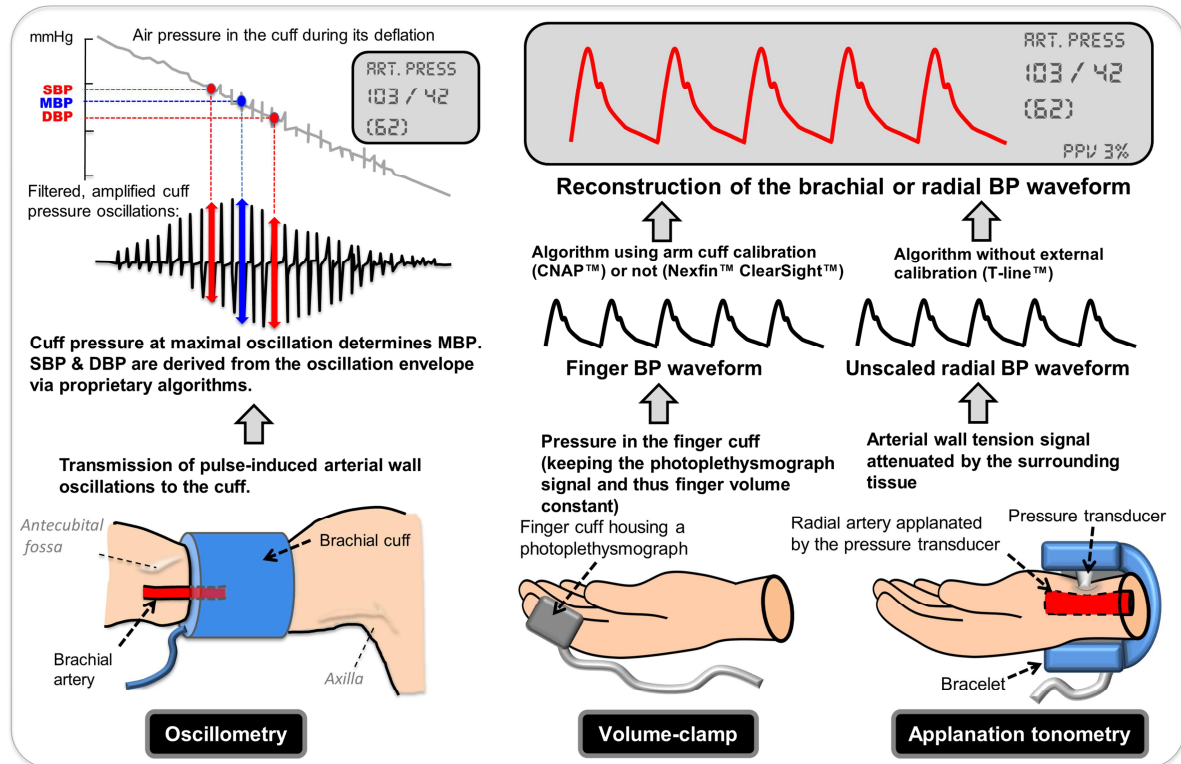 mmHg
Air pressure in the cuff during its deflation
SBP
MBP
DBP
ART. PRESS
103 / 42
(62)
Filtered, amplified cuff
pressure oscillations:
Cuff pressure at maximal oscillation determines MBP.
SBP & DBP are derived from the oscillation envelope
via proprietary algorithms.
Transmission of pulse-induced arterial wall
oscillations to the cuff.
Antecubital
fossa
Brachial cuff
Brachial
artery
Axilla
Oscillometry
ART. PRESS
103 / 42
(62)
PPV 3%
Reconstruction of the brachial or radial BP waveform
Algorithm using arm cuff calibration
(CNAP™) or not (Nexfin™ ClearSight™)
Finger BP waveform
Pressure in the finger cuff
(keeping the photoplethysmograph
signal and thus finger volume
constant)
Finger cuff housing a
photoplethysmograph
Volume-clamp
Algorithm without external
calibration (T-line™)
Unscaled radial BP waveform
Arterial wall tension signal
attenuated by the surrounding
tissue
Pressure transducer
Radial artery applanated
by the pressure transducer
Bracelet
Applanation tonometry